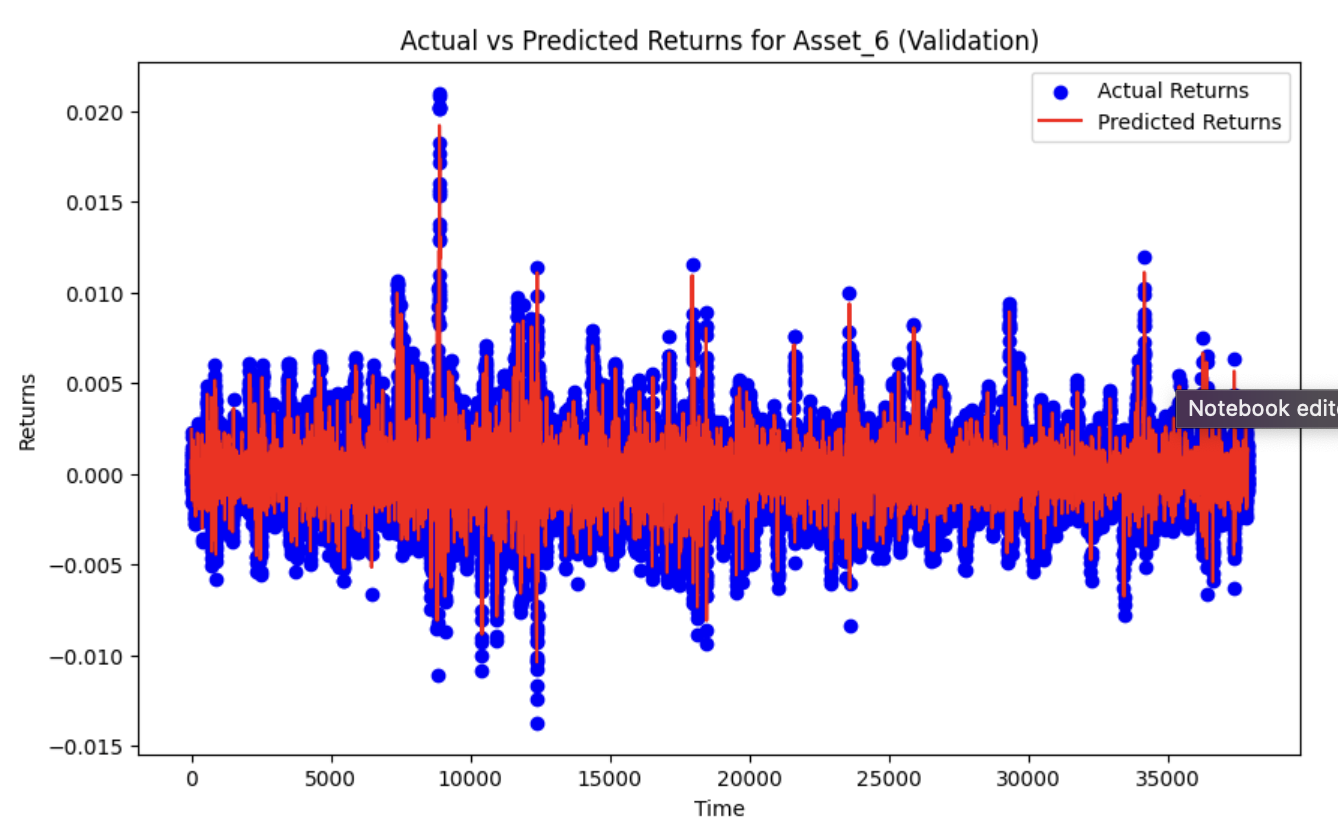 Actual vs Predicted Returns for Asset_6 (Validation)
Actual Returns
Predicted Returns
0.020
0.015
0.010
0.005
0.000
−0.005
−0.010
−0.015
Returns
Notebook edit
0 5000 10000 15000 20000 25000 30000 35000
Time